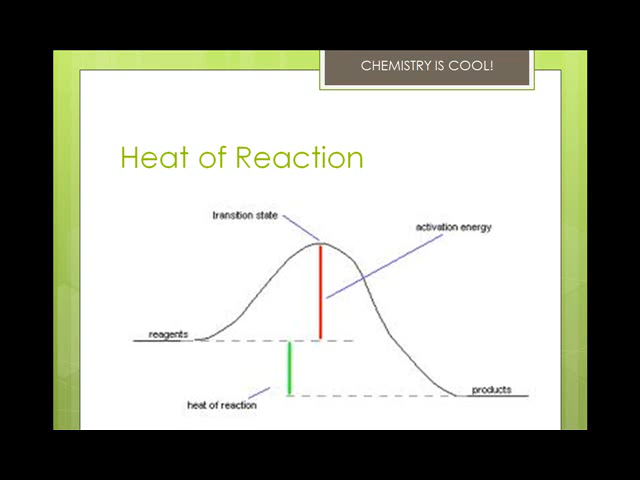 CHEMISTRY IS COOL!
Heat of Reaction
transition state
activation energy
reagents
products
heat of reaction